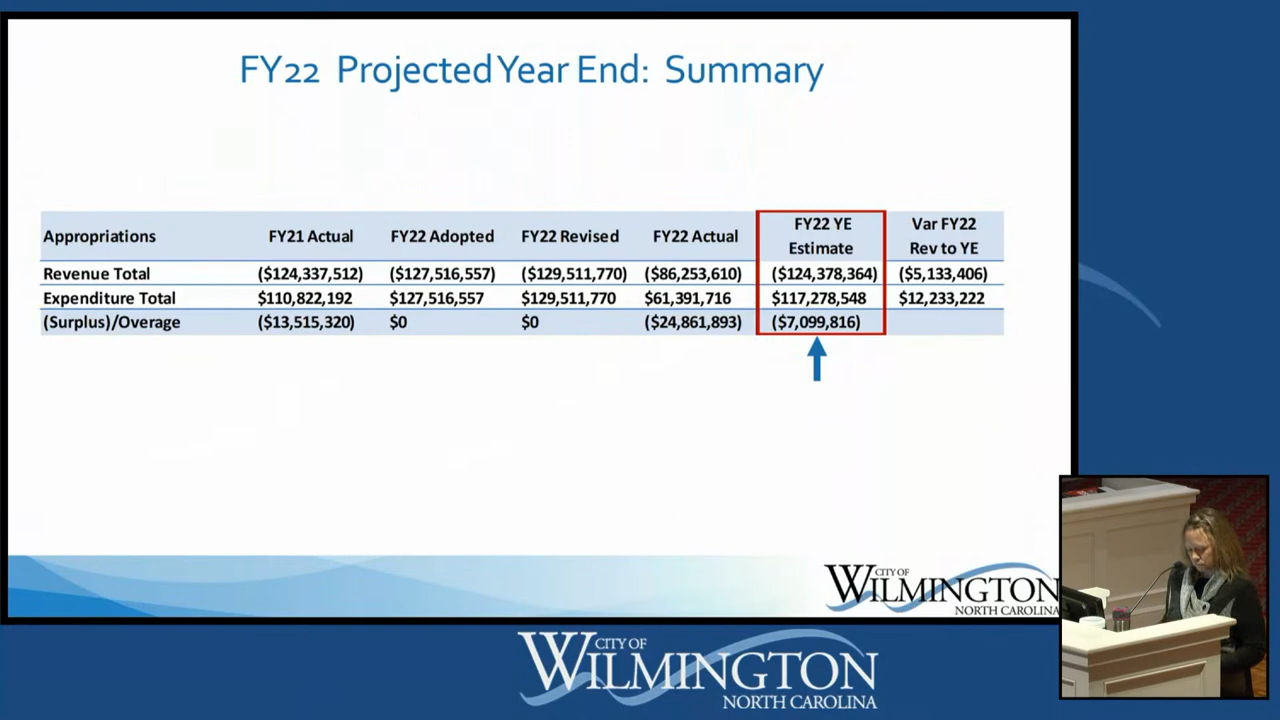 FY22 Projected Year End: Summary
Appropriations FY21 Actual FY22 Adopted FY22 Revised FY22 Actual FY22 YE Estimate Var FY22 Rev to YE
Revenue Total ($124,337,512) ($127,516,557) ($129,511,770) ($86,253,610) ($124,378,364) ($5,133,406)
Expenditure Total $110,822,192 $127,516,557 $129,511,770 $61,391,716 $117,278,548 $12,233,222
(Surplus)/Overage ($13,515,320) $0 $0 ($24,861,893) ($7,099,816)
CITY OF
WILMINGTON
NORTH CAROLINA
CITY OF
WILMINGTON
NORTH CAROLINA